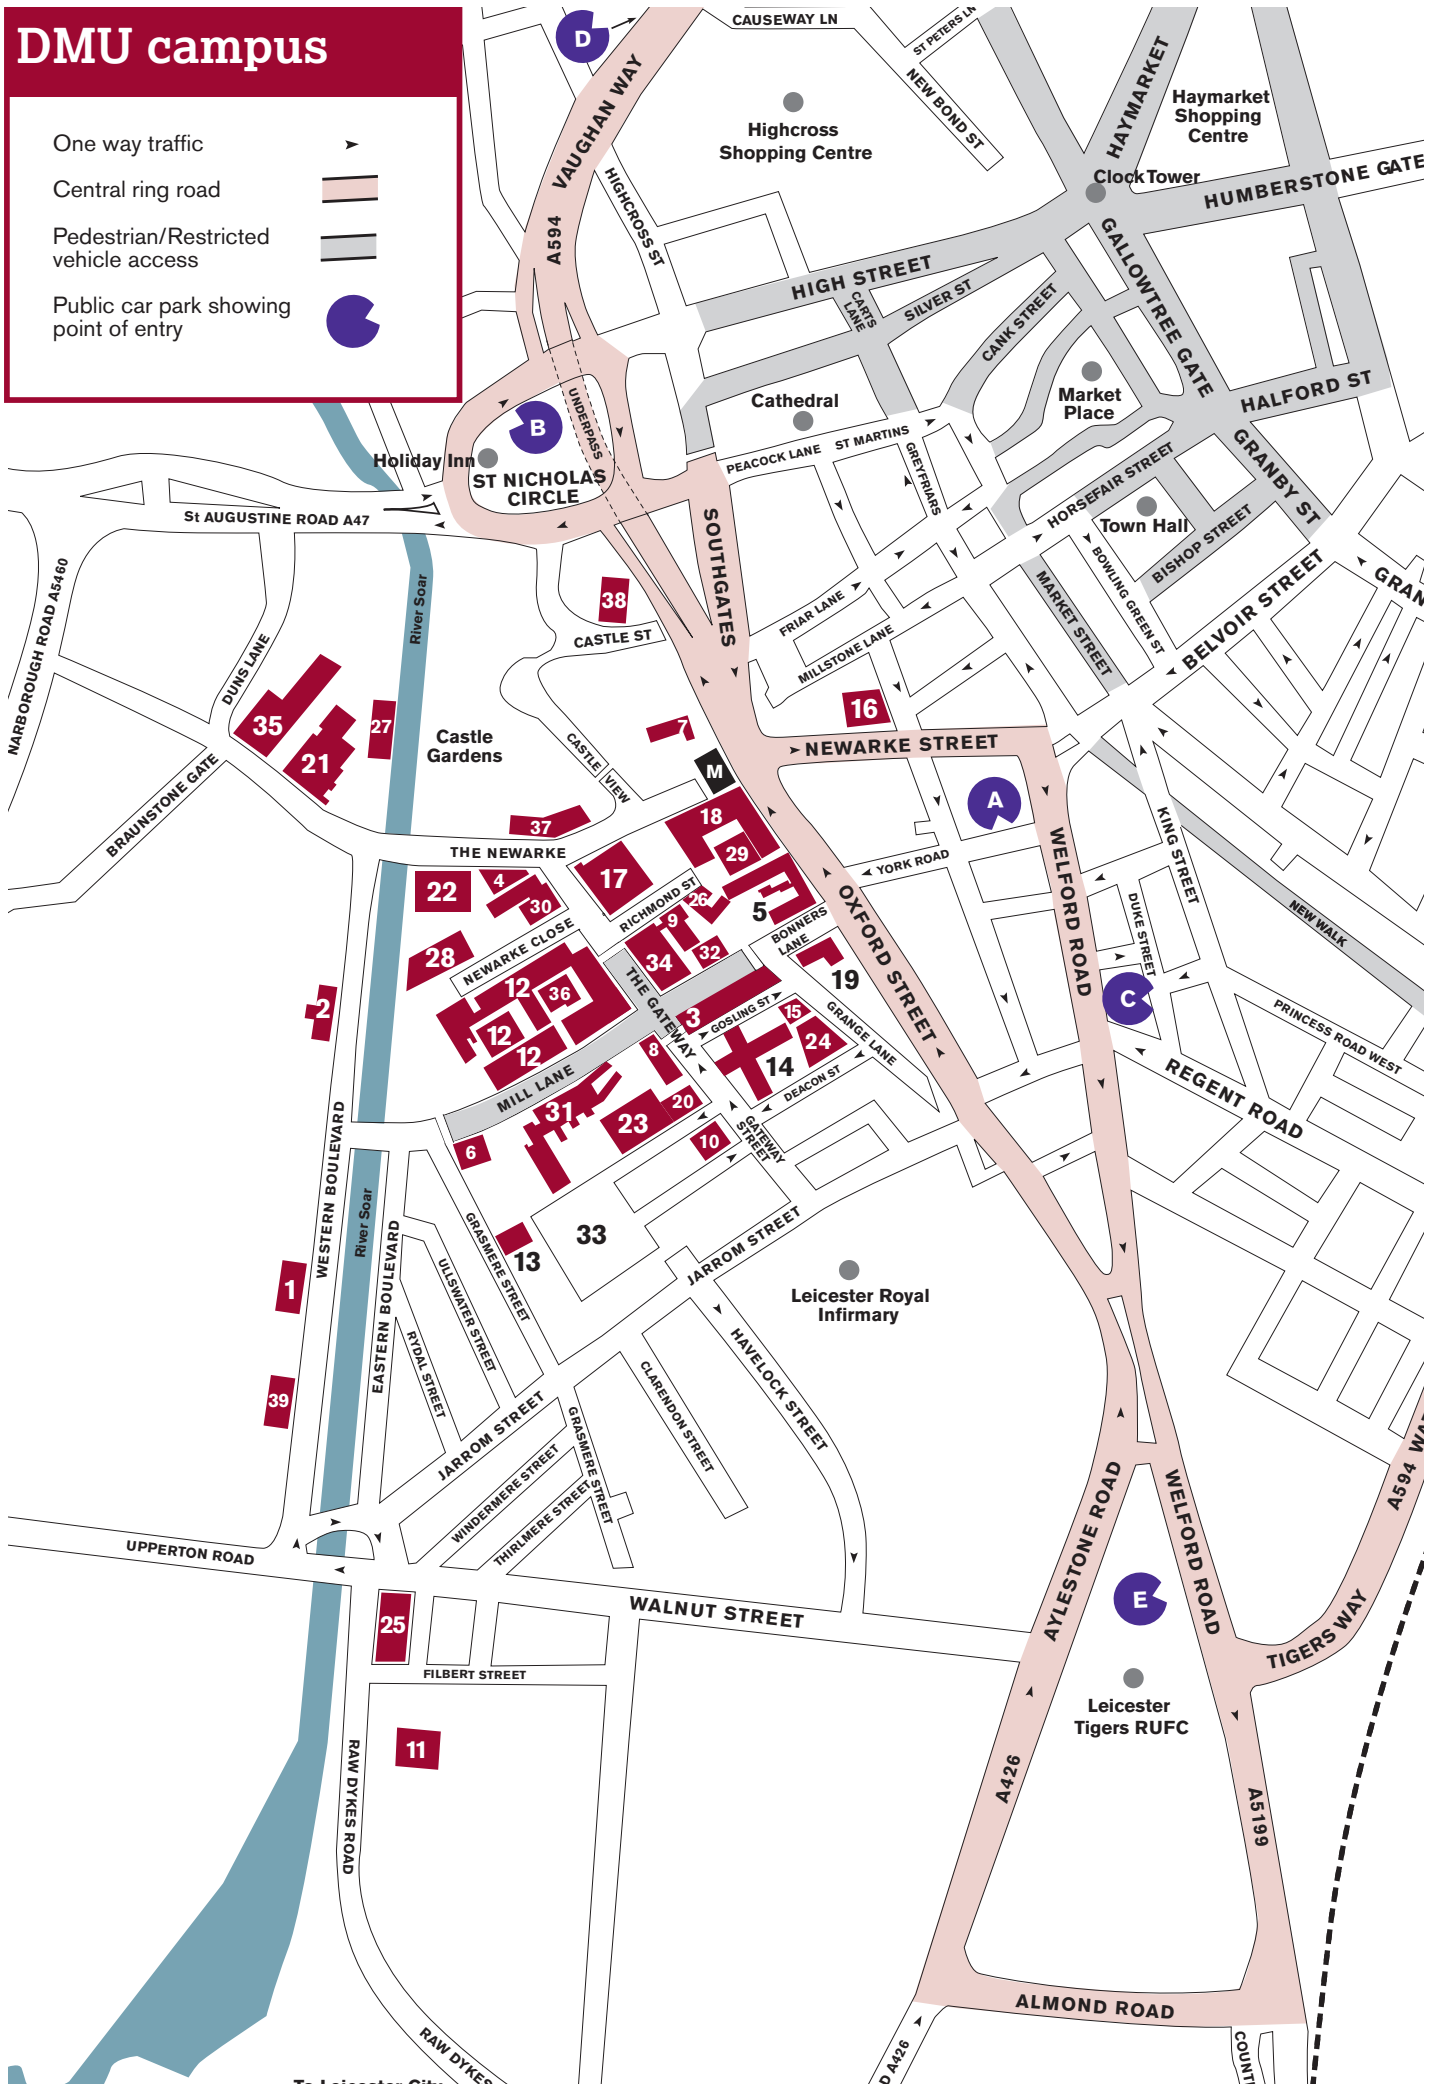 DMU campus
One way traffic
Central ring road
Pedestrian/Restricted
vehicle access
Public car park showing
point of entry
D
CAUSEWAY LN
ST PETERS LN
NEW BOND ST
VAUGHAN WAY
A594
HIGHCROSS ST
Highcross
Shopping Centre
HAYMARKET
Haymarket
Shopping
Centre
Clock Tower
HUMBERSTONE GATE
GALLOWTREE GATE
HIGH STREET
CARTS
LANE
SILVER ST
CANK STREET
Market
Place
HALFORD ST
GRANBY ST
Cathedral
PEACOCK LANE
ST MARTINS
GREYFRIARS
HORSEFAIR STREET
Town Hall
BISHOP STREET
BOWLING GREEN ST
MARKET STREET
BELVOIR STREET
GRAN
UNDERPASS
B
Holiday Inn
ST NICHOLAS
CIRCLE
St AUGUSTINE ROAD A47
SOUTHGATES
NARBOROUGH ROAD A5460
River Soar
38
CASTLE ST
FRIAR LANE
MILLSTONE LANE
DUNS LANE
35
21
27
Castle
Gardens
CASTLE
VIEW
7
M
16
NEWARKE STREET
A
BRAUNSTONE GATE
37
THE NEWARKE
18
29
17
22
4
30
RICHMOND ST
26
5
YORK ROAD
OXFORD STREET
WELFORD ROAD
KING STREET
DUKE STREET
NEW WALK
28
NEWARKE CLOSE
9
34
32
BONNERS
LANE
19
12
36
12
12
THE GATEWAY
3
GOSLING ST
15
24
14
GRANGE LANE
DEACON ST
C
PRINCESS ROAD WEST
REGENT ROAD
2
MILL LANE
8
31
23
20
10
GATEWAY
STREET
6
WESTERN BOULEVARD
River Soar
EASTERN BOULEVARD
GRASMERE STREET
13
33
JARROM STREET
Leicester Royal
Infirmary
1
39
ULLSWATER STREET
RYDAL STREET
HAVELOCK STREET
CLARENDON STREET
JARROM STREET
GRASMERE STREET
WINDERMERE STREET
THIRLMERE STREET
UPPERTON ROAD
WALNUT STREET
25
FILBERT STREET
11
RAW DYKES ROAD
AYLESTONE ROAD
WELFORD ROAD
E
TIGERS WAY
A594 WA
Leicester
Tigers RUFC
A426
A5199
ALMOND ROAD
RAW DYKES
D A426
COUNT
To Leicester City